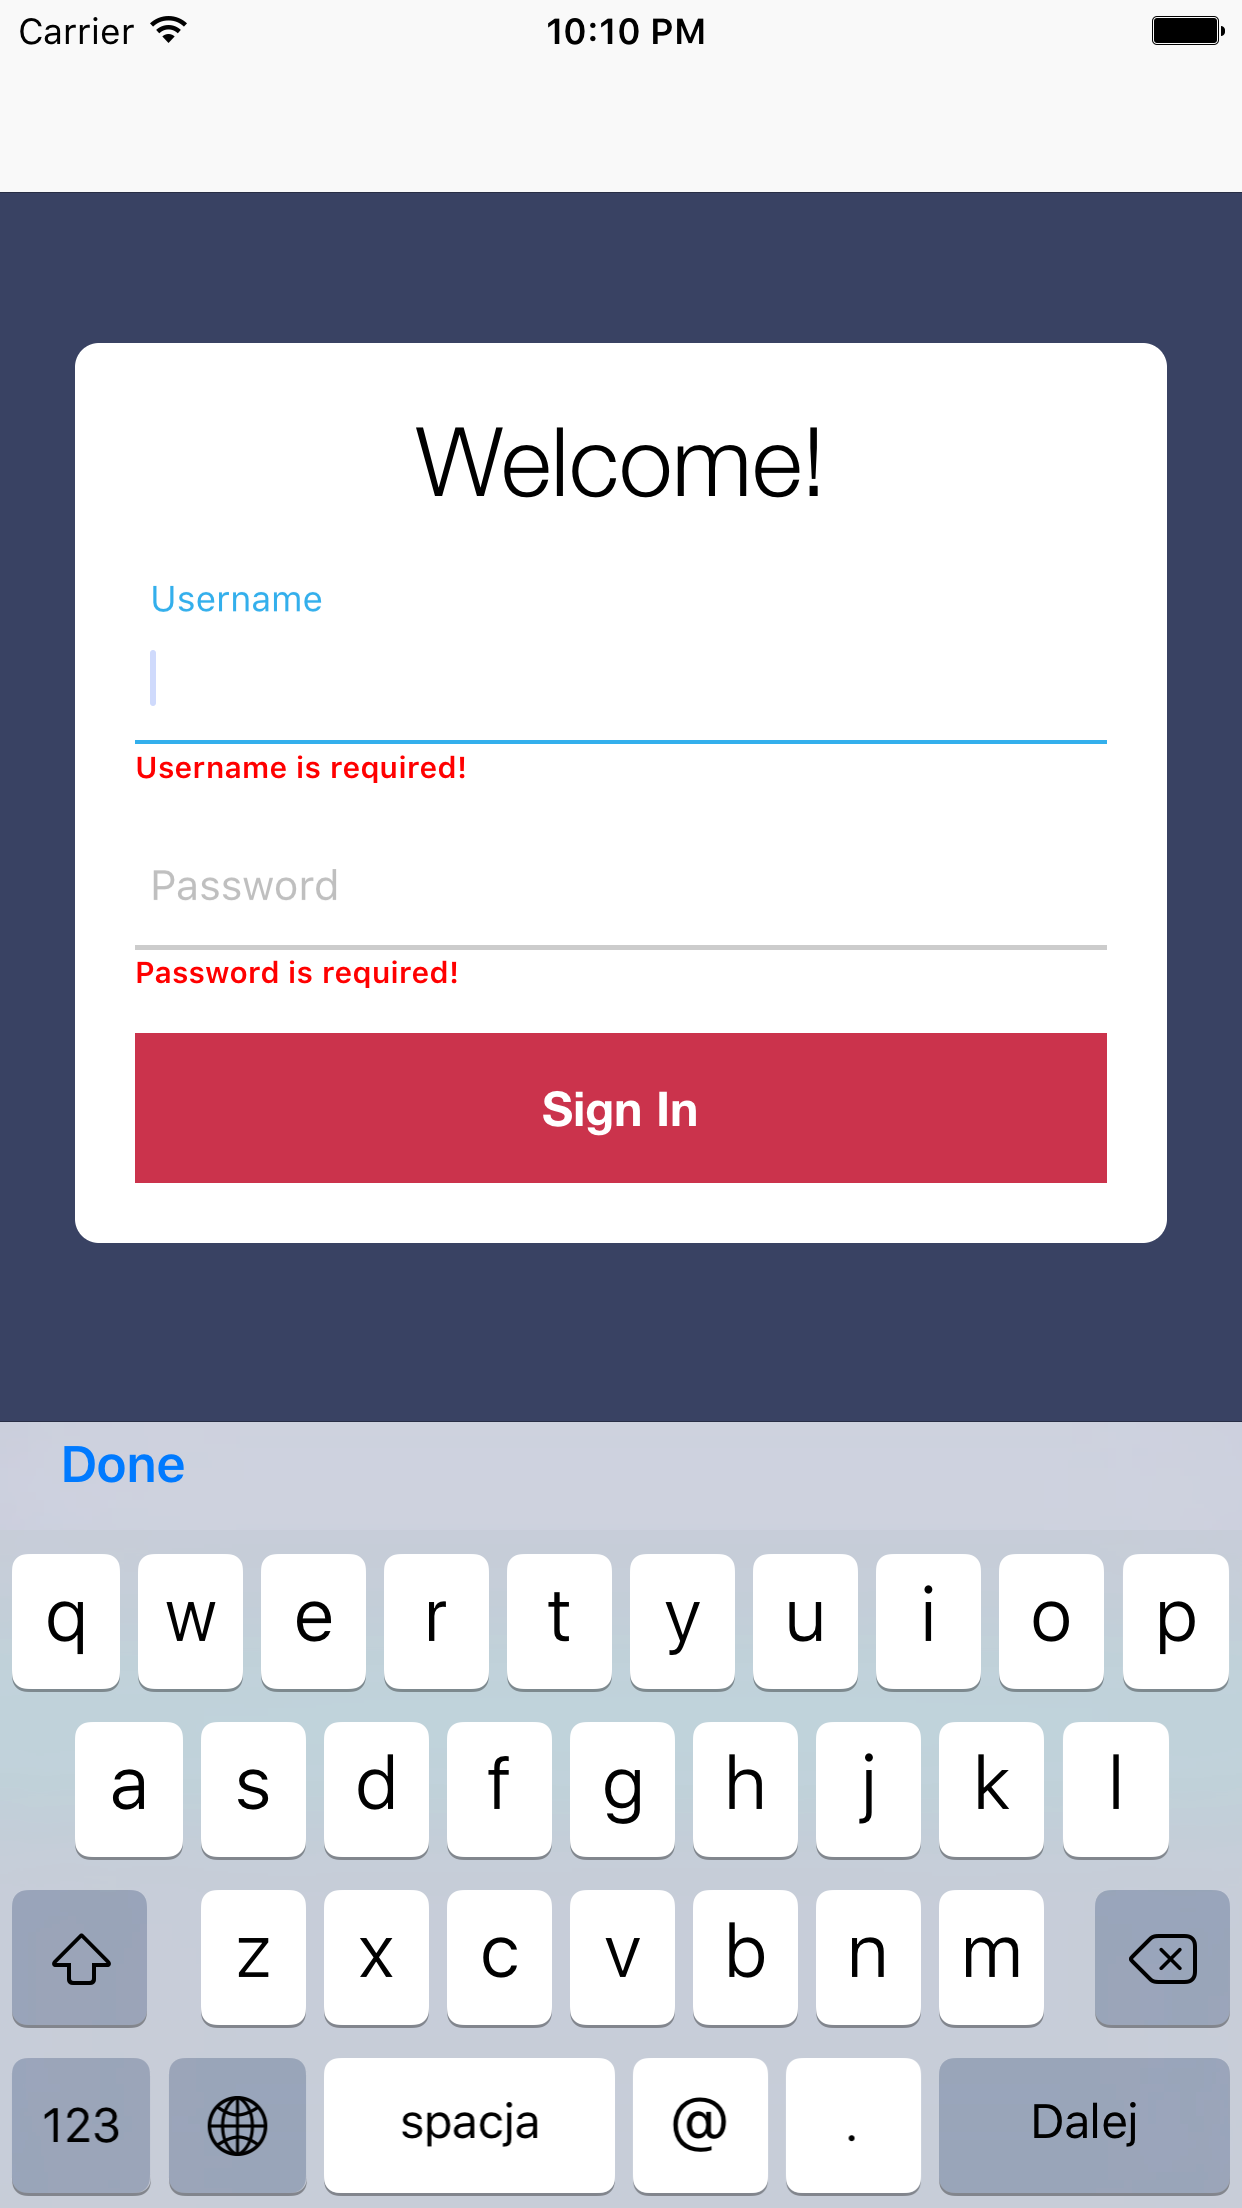 Carrier 10:10 PM
Welcome!
Username
Username is required!
Password
Password is required!
Sign In
Done
q w e r t y u i o p
a s d f g h j k l
z x c v b n m
123 spacja @ . Dalej